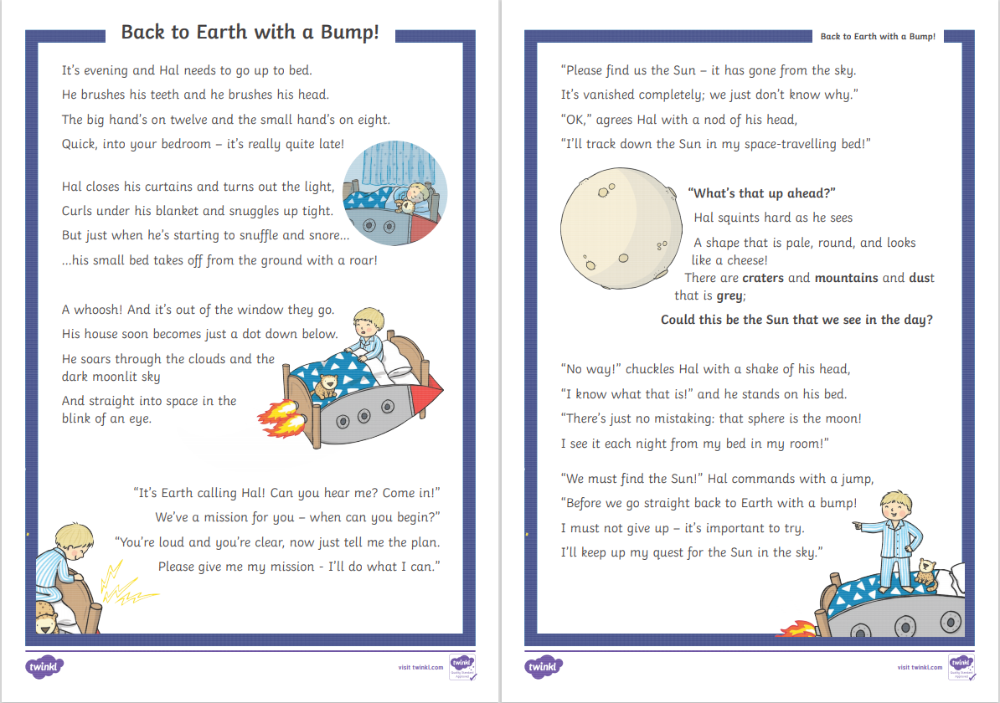 Back to Earth with a Bump!
It's evening and Hal needs to go up to bed.
He brushes his teeth and he brushes his head.
The big hand's on twelve and the small hand's on eight.
Quick, into your bedroom – it's really quite late!
Hal closes his curtains and turns out the light,
Curls under his blanket and snuggles up tight.
But just when he's starting to snuffle and snore...
...his small bed takes off from the ground with a roar!
A whoosh! And it's out of the window they go.
His house soon becomes just a dot down below.
He soars through the clouds and the
dark moonlit sky
And straight into space in the
blink of an eye.
“It's Earth calling Hal! Can you hear me? Come in!”
We've a mission for you – when can you begin?”
“You're loud and you're clear, now just tell me the plan.
Please give me my mission - I'll do what I can.”
twinkl
visit twinkl.com
twinkl
Quality Standard
Approved
Back to Earth with a Bump!
“Please find us the Sun – it has gone from the sky.
It's vanished completely; we just don't know why.”
“OK,” agrees Hal with a nod of his head,
“I'll track down the Sun in my space-travelling bed!”
“What's that up ahead?”
Hal squints hard as he sees
A shape that is pale, round, and looks
like a cheese!
There are craters and mountains and dust
that is grey;
Could this be the Sun that we see in the day?
“No way!” chuckles Hal with a shake of his head,
“I know what that is!” and he stands on his bed.
“There's just no mistaking: that sphere is the moon!
I see it each night from my bed in my room!”
“We must find the Sun!” Hal commands with a jump,
“Before we go straight back to Earth with a bump!
I must not give up – it's important to try.
I'll keep up my quest for the Sun in the sky.”
twinkl
visit twinkl.com
twinkl
Quality Standard
Approved